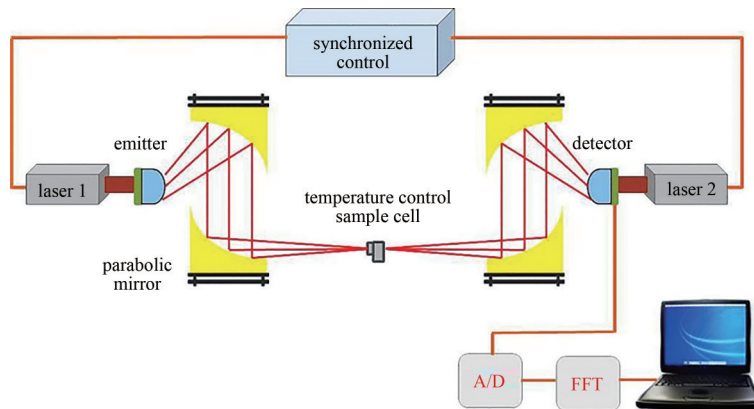 synchronized
control
emitter
detector
laser 1
laser 2
temperature control
sample cell
parabolic
mirror
A/D
FFT